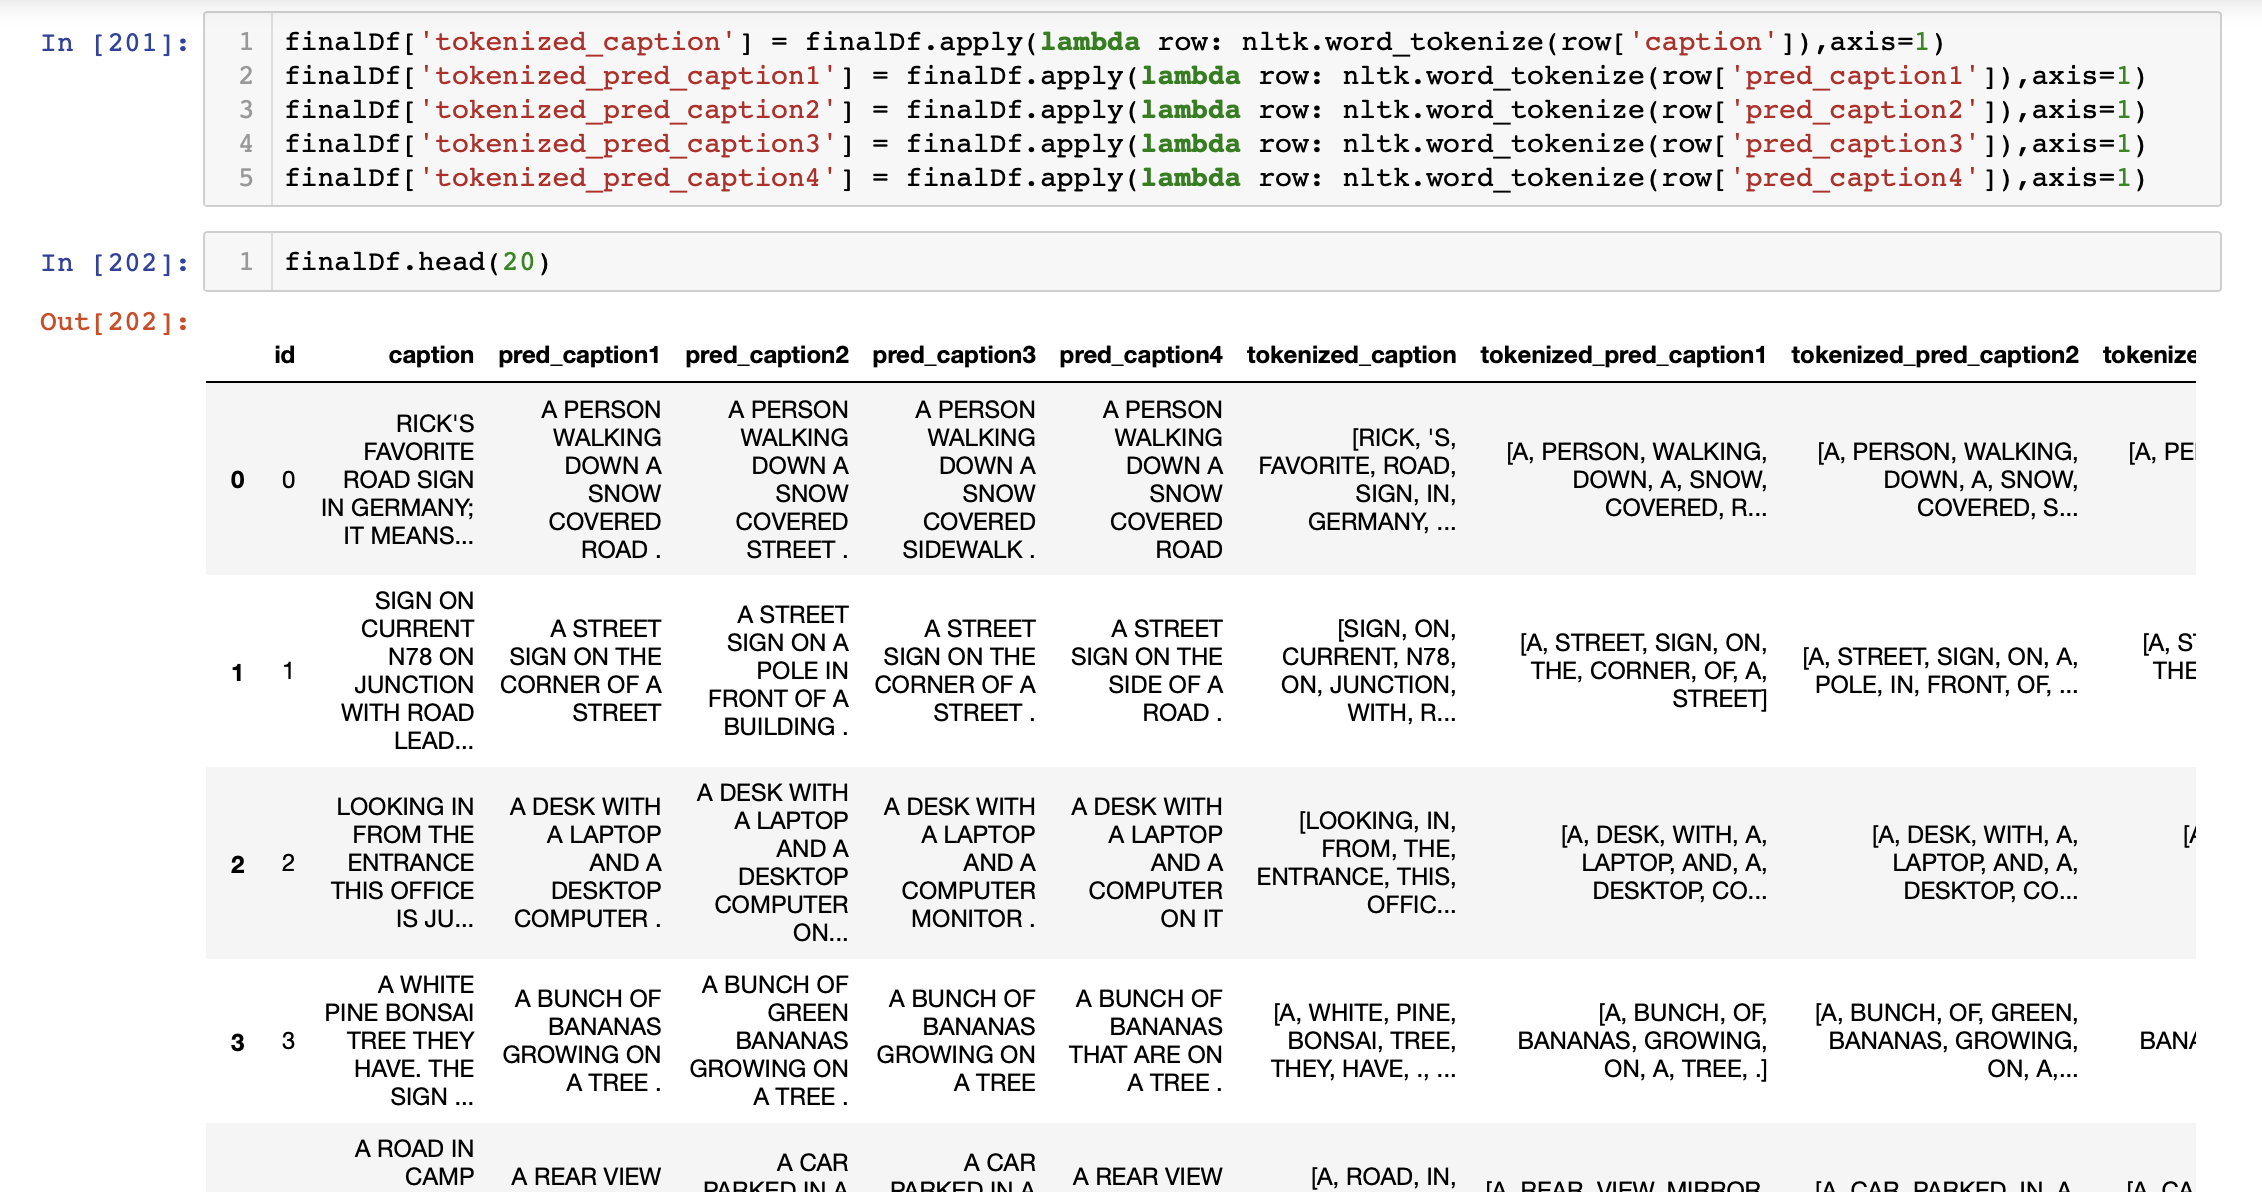 In [201]:
1 finalDf['tokenized_caption'] = finalDf.apply(lambda row: nltk.word_tokenize(row['caption']),axis=1)
2 finalDf['tokenized_pred_caption1'] = finalDf.apply(lambda row: nltk.word_tokenize(row['pred_caption1']),axis=1)
3 finalDf['tokenized_pred_caption2'] = finalDf.apply(lambda row: nltk.word_tokenize(row['pred_caption2']),axis=1)
4 finalDf['tokenized_pred_caption3'] = finalDf.apply(lambda row: nltk.word_tokenize(row['pred_caption3']),axis=1)
5 finalDf['tokenized_pred_caption4'] = finalDf.apply(lambda row: nltk.word_tokenize(row['pred_caption4']),axis=1)
In [202]:
1 finalDf.head(20)
Out[202]:
id caption pred_caption1 pred_caption2 pred_caption3 pred_caption4 tokenized_caption tokenized_pred_caption1 tokenized_pred_caption2 tokenize
0
0
RICK'S
FAVORITE
ROAD SIGN
IN GERMANY;
IT MEANS...
A PERSON
WALKING
DOWN A
SNOW
COVERED
ROAD .
A PERSON
WALKING
DOWN A
SNOW
COVERED
STREET .
A PERSON
WALKING
DOWN A
SNOW
COVERED
SIDEWALK .
A PERSON
WALKING
DOWN A
SNOW
COVERED
ROAD
[RICK, 'S,
FAVORITE, ROAD,
SIGN, IN,
GERMANY, ...
[A, PERSON, WALKING,
DOWN, A, SNOW,
COVERED, R...
[A, PERSON, WALKING,
DOWN, A, SNOW,
COVERED, S...
[A, PE
1
1
SIGN ON
CURRENT
N78 ON
JUNCTION
WITH ROAD
LEAD...
A STREET
SIGN ON THE
CORNER OF A
STREET
A STREET
SIGN ON A
POLE IN
FRONT OF A
BUILDING .
A STREET
SIGN ON THE
CORNER OF A
STREET .
A STREET
SIGN ON THE
SIDE OF A
ROAD .
[SIGN, ON,
CURRENT, N78,
ON, JUNCTION,
WITH, R...
[A, STREET, SIGN, ON,
THE, CORNER, OF, A,
STREET]
[A, STREET, SIGN, ON, A,
POLE, IN, FRONT, OF, ...
[A, S
THE
2
2
LOOKING IN
FROM THE
ENTRANCE
THIS OFFICE
IS JU...
A DESK WITH
A LAPTOP
AND A
DESKTOP
COMPUTER .
A DESK WITH
A LAPTOP
AND A
DESKTOP
COMPUTER
ON...
A DESK WITH
A LAPTOP
AND A
COMPUTER
MONITOR .
A DESK WITH
A LAPTOP
AND A
COMPUTER
ON IT
[LOOKING, IN,
FROM, THE,
ENTRANCE, THIS,
OFFIC...
[A, DESK, WITH, A,
LAPTOP, AND, A,
DESKTOP, CO...
[A, DESK, WITH, A,
LAPTOP, AND, A,
DESKTOP, CO...
3
3
A WHITE
PINE BONSAI
TREE THEY
HAVE. THE
SIGN ...
A BUNCH OF
BANANAS
GROWING ON
A TREE .
A BUNCH OF
GREEN
BANANAS
GROWING ON
A TREE .
A BUNCH OF
BANANAS
GROWING ON
A TREE
A BUNCH OF
BANANAS
THAT ARE ON
A TREE .
[A, WHITE, PINE,
BONSAI, TREE,
THEY, HAVE, ., ...
[A, BUNCH, OF,
BANANAS, GROWING,
ON, A, TREE, .]
[A, BUNCH, OF, GREEN,
BANANAS, GROWING,
ON, A,...
BANA
A ROAD IN
CAMP
A REAR VIEW
A CAR
PARKED IN A
A CAR
PARKED IN A
A REAR VIEW
[A, ROAD, IN,
[A, REAR, VIEW, MIRROR,
[A, CAR, PARKED, IN, A,
[A, CA